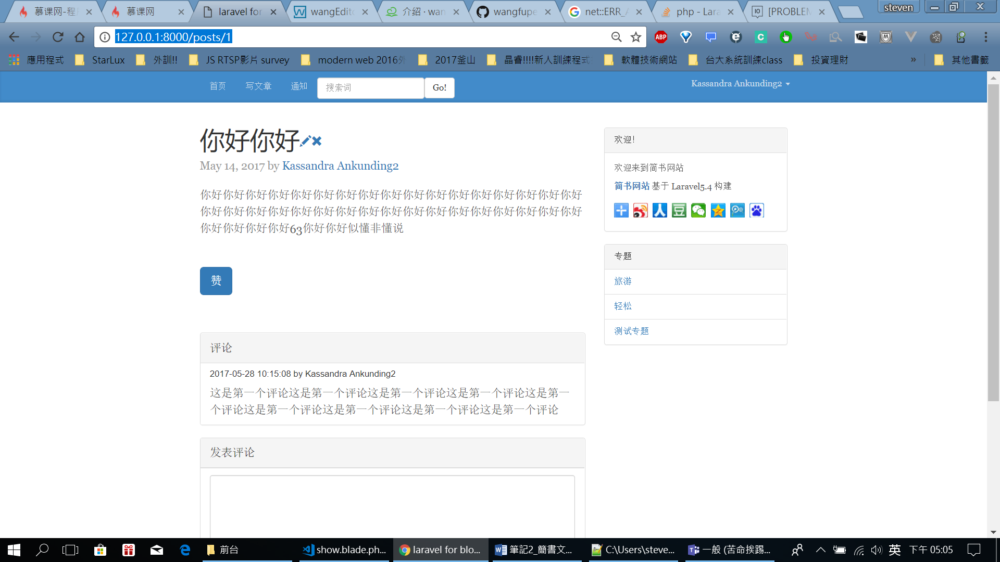 慕课网-程
慕课网
laravel for
wangEdito
介绍 · wan
wangfupe
net::ERR_A
php - Lara
[PROBLEM
steven
127.0.0.1:8000/posts/1
應用程式
StarLux
外訓!!
JS RTSP影片 survey
modern web 2016外
2017釜山
晶睿!!!!新人訓練程式
軟體技術網站
台大系統訓練class
投資理財
»
其他書籤
首页
写文章
通知
搜索词
Go!
Kassandra Ankunding2
你好你好
May 14, 2017 by Kassandra Ankunding2
你好你好你好你好你好你好你好你好你好你好你好你好你好你好你好你好你好
你好你好你好你好你好你好你好你好你好你好你好你好你好你好你好你好你好
你好你好你好你好63你好你好似懂非懂说
赞
评论
2017-05-28 10:15:08 by Kassandra Ankunding2
这是第一个评论这是第一个评论这是第一个评论这是第一个评论这是第一
个评论这是第一个评论这是第一个评论这是第一个评论这是第一个评论
发表评论
欢迎！
欢迎来到简书网站
简书网站 基于 Laravel5.4 构建
专题
旅游
轻松
测试专题
前台
show.blade.ph...
laravel for blo...
筆記2_簡書文...
C:\Users\steve...
一般 (苦命挨踢...
英
下午 05:05